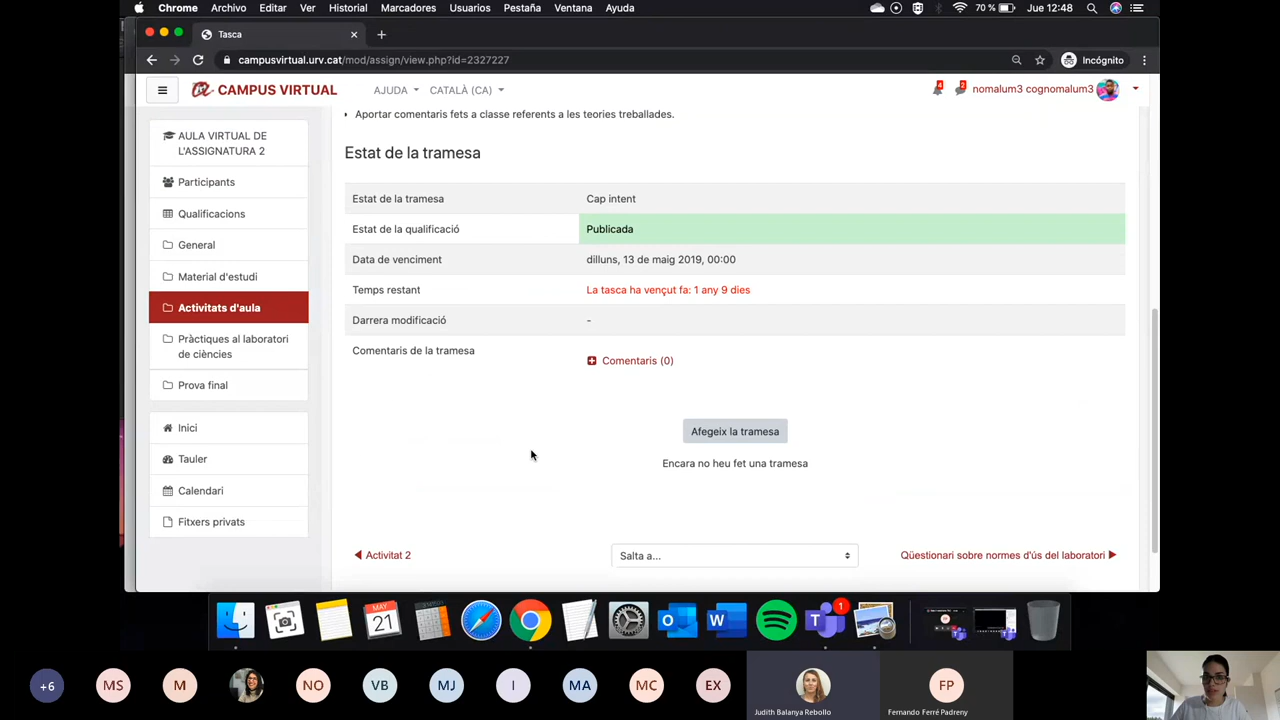 Chrome Archivo Editar Ver Historial Marcadores Usuarios Pestaña Ventana Ayuda 70 % Jue 12:48
Tasca
campusvirtual.urv.cat/mod/assign/view.php?id=2327227 Incógnito
CAMPUS VIRTUAL AJUDA CATALÀ (CA) 4 2 nomalum3 cognomalum3
AULA VIRTUAL DE
L'ASSIGNATURA 2
Participants
Qualificacions
General
Material d'estudi
Activitats d'aula
Pràctiques al laboratori
de ciències
Prova final
Inici
Tauler
Calendari
Fitxers privats
Aportar comentaris fets a classe referents a les teories treballades.
Estat de la tramesa
Estat de la tramesa Cap intent
Estat de la qualificació Publicada
Data de venciment dilluns, 13 de maig 2019, 00:00
Temps restant La tasca ha vençut fa: 1 any 9 dies
Darrera modificació -
Comentaris de la tramesa Comentaris (0)
Afegeix la tramesa
Encara no heu fet una tramesa
Activitat 2 Salta a... Qüestionari sobre normes d'ús del laboratori
MAY
21
1
+6 MS M NO VB MJ I MA MC EX FP
Judith Balanya Rebollo Fernando Ferré Padreny